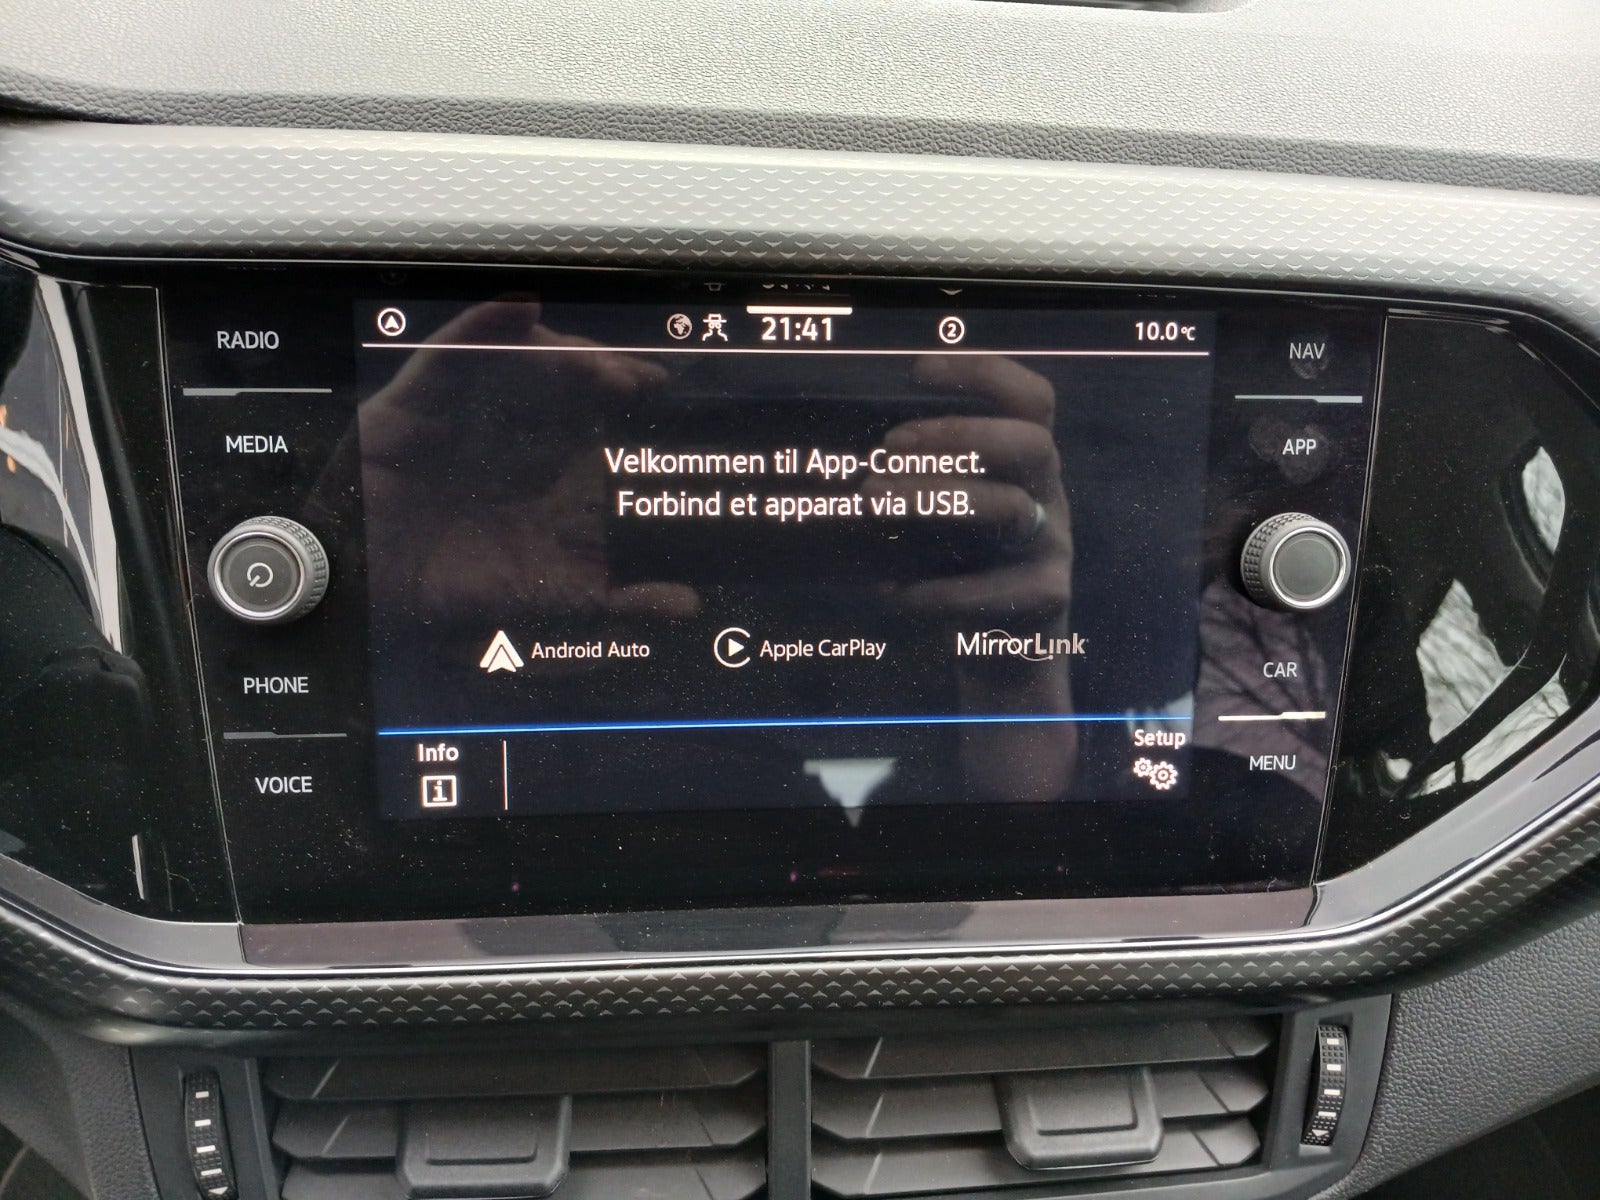 RADIO
MEDIA
PHONE
VOICE
21:41
2
10.0°C
Velkommen til App-Connect.
Forbind et apparat via USB.
Android Auto
Apple CarPlay
MirrorLink
Info
i
Setup
NAV
APP
CAR
MENU